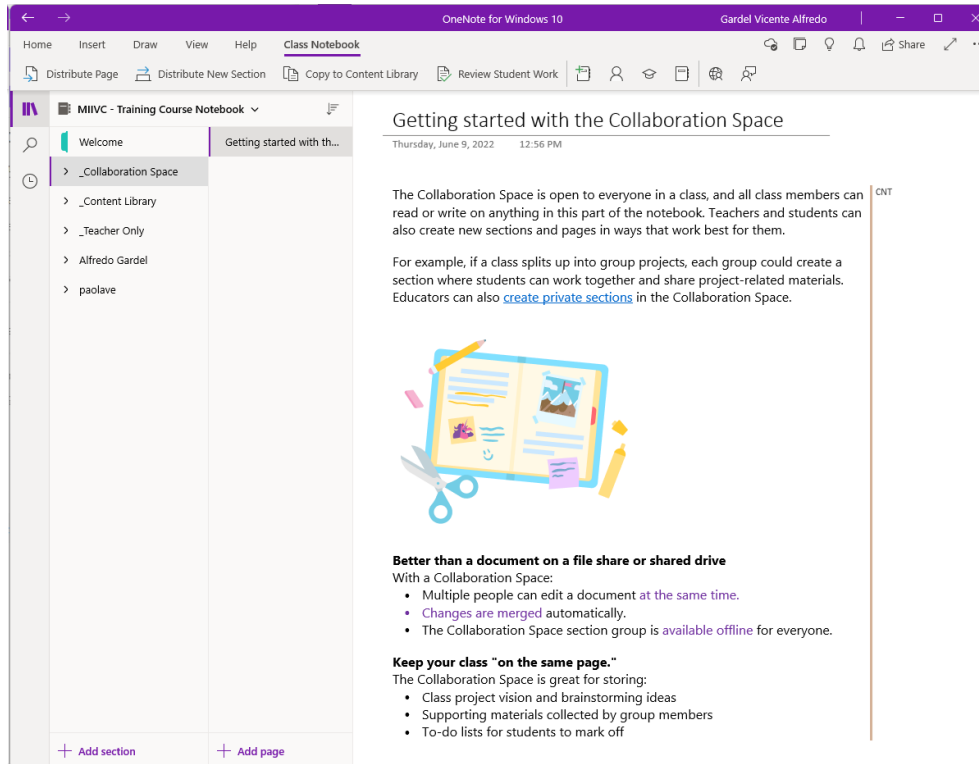 OneNote for Windows 10
Gardel Vicente Alfredo
Home Insert Draw View Help Class Notebook
Share
Distribute Page Distribute New Section Copy to Content Library Review Student Work
MIIVC - Training Course Notebook
Welcome
_Collaboration Space
_Content Library
_Teacher Only
Alfredo Gardel
paolave
Add section
Getting started with th...
Add page
Getting started with the Collaboration Space
Thursday, June 9, 2022 12:56 PM
The Collaboration Space is open to everyone in a class, and all class members can
read or write on anything in this part of the notebook. Teachers and students can
also create new sections and pages in ways that work best for them.
CNT
For example, if a class splits up into group projects, each group could create a
section where students can work together and share project-related materials.
Educators can also create private sections in the Collaboration Space.
Better than a document on a file share or shared drive
With a Collaboration Space:
• Multiple people can edit a document at the same time.
• Changes are merged automatically.
• The Collaboration Space section group is available offline for everyone.
Keep your class "on the same page."
The Collaboration Space is great for storing:
• Class project vision and brainstorming ideas
• Supporting materials collected by group members
• To-do lists for students to mark off